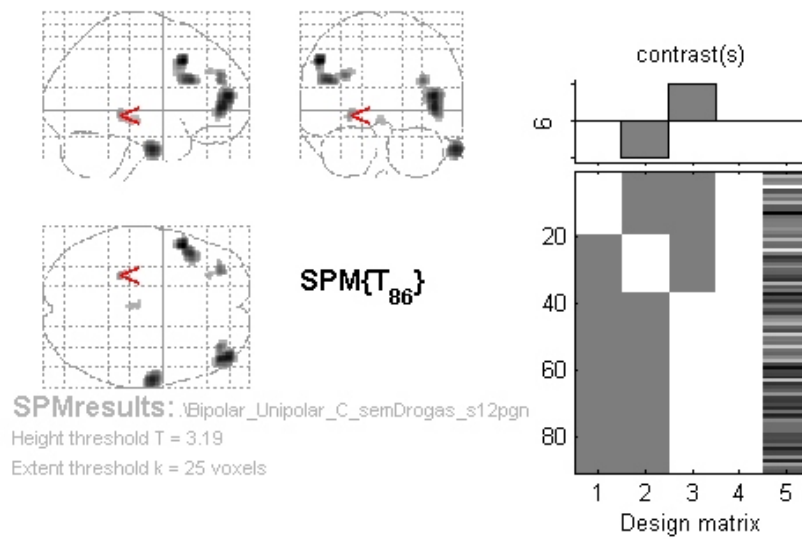 contrast(s)
6
SPM{T86}
20
40
60
80
1 2 3 4 5
Design matrix
SPMresults: .\Bipolar_Unipolar_C_semDrogas_s12pgn
Height threshold T = 3.19
Extent threshold k = 25 voxels